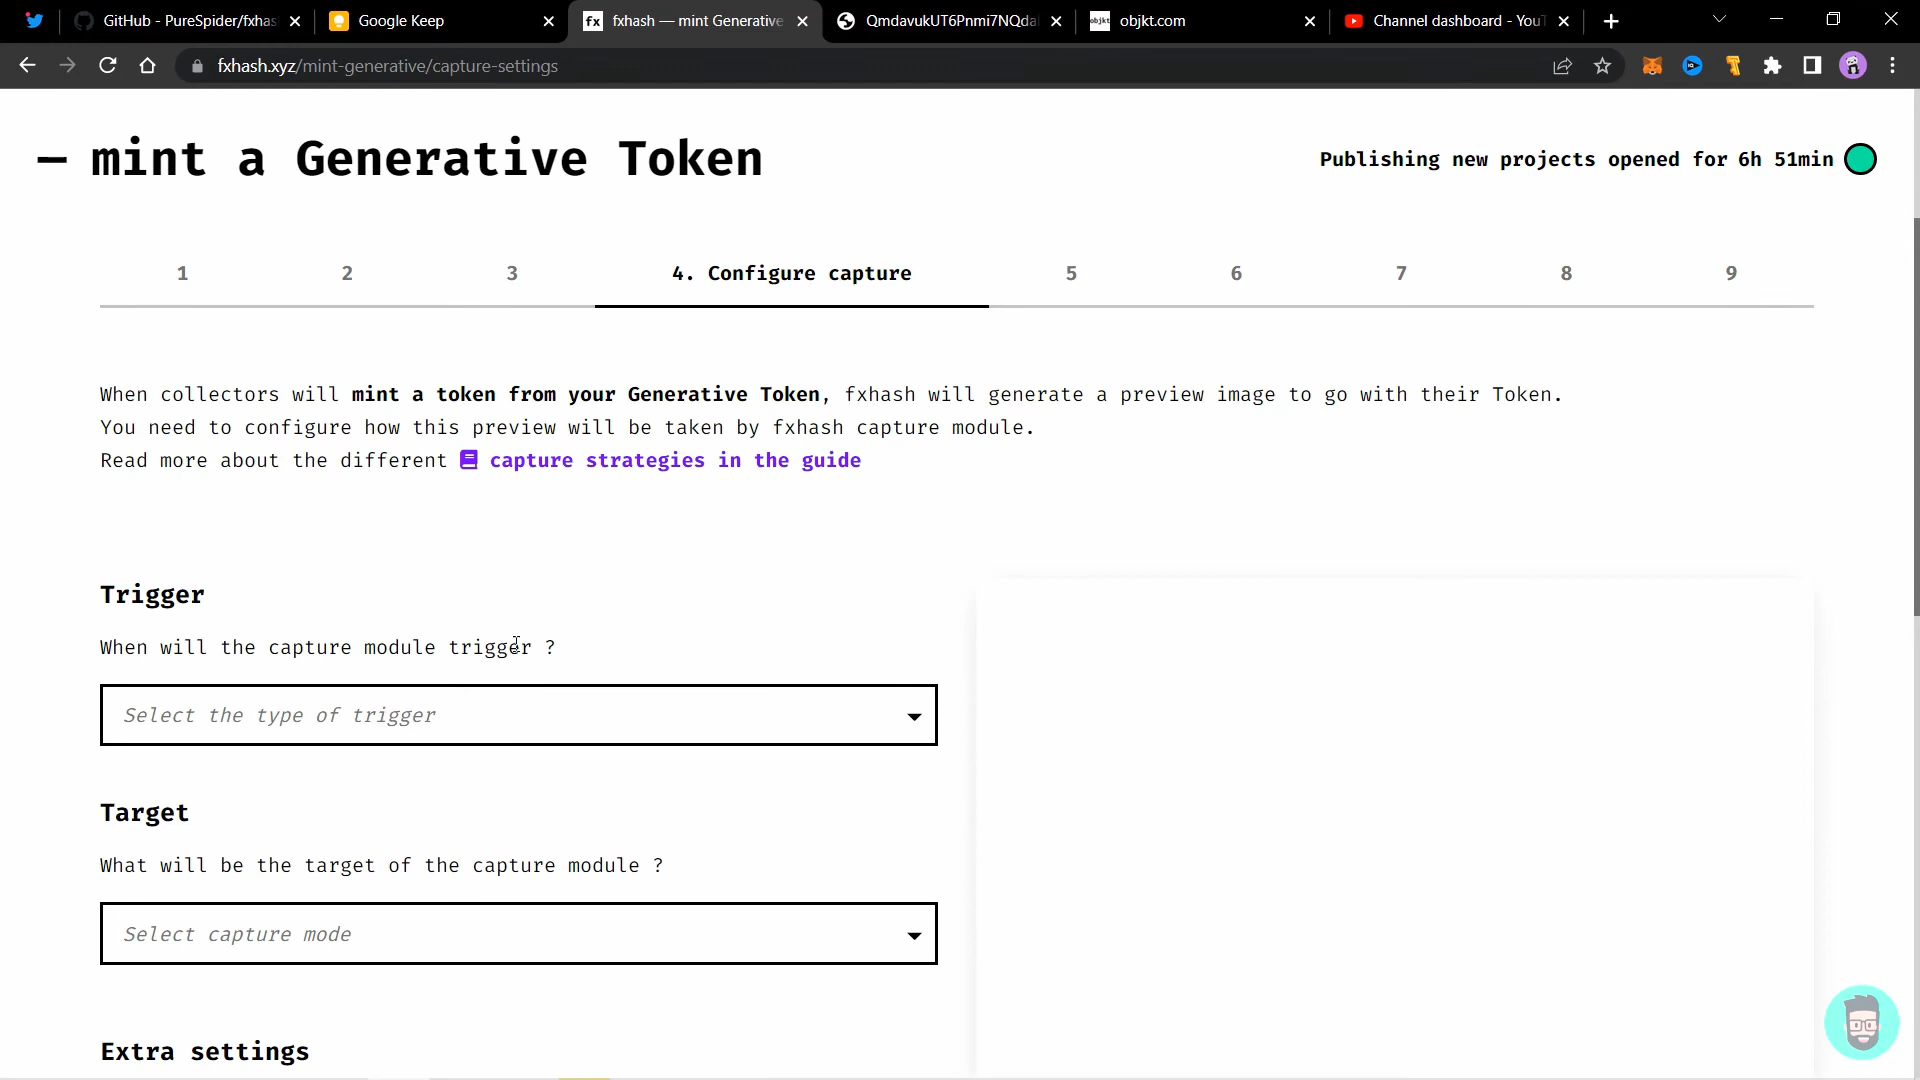 GitHub - PureSpider/fxhas
Google Keep
fx
fxhash — mint Generative
QmdavukUT6Pnmi7NQda
objkt
objkt.com
Channel dashboard - YouT
fxhash.xyz/mint-generative/capture-settings
— mint a Generative Token
Publishing new projects opened for 6h 51min
1
2
3
4. Configure capture
5
6
7
8
9
When collectors will mint a token from your Generative Token, fxhash will generate a preview image to go with their Token.
You need to configure how this preview will be taken by fxhash capture module.
Read more about the different capture strategies in the guide
Trigger
When will the capture module trigger ?
Select the type of trigger
Target
What will be the target of the capture module ?
Select capture mode
Extra settings